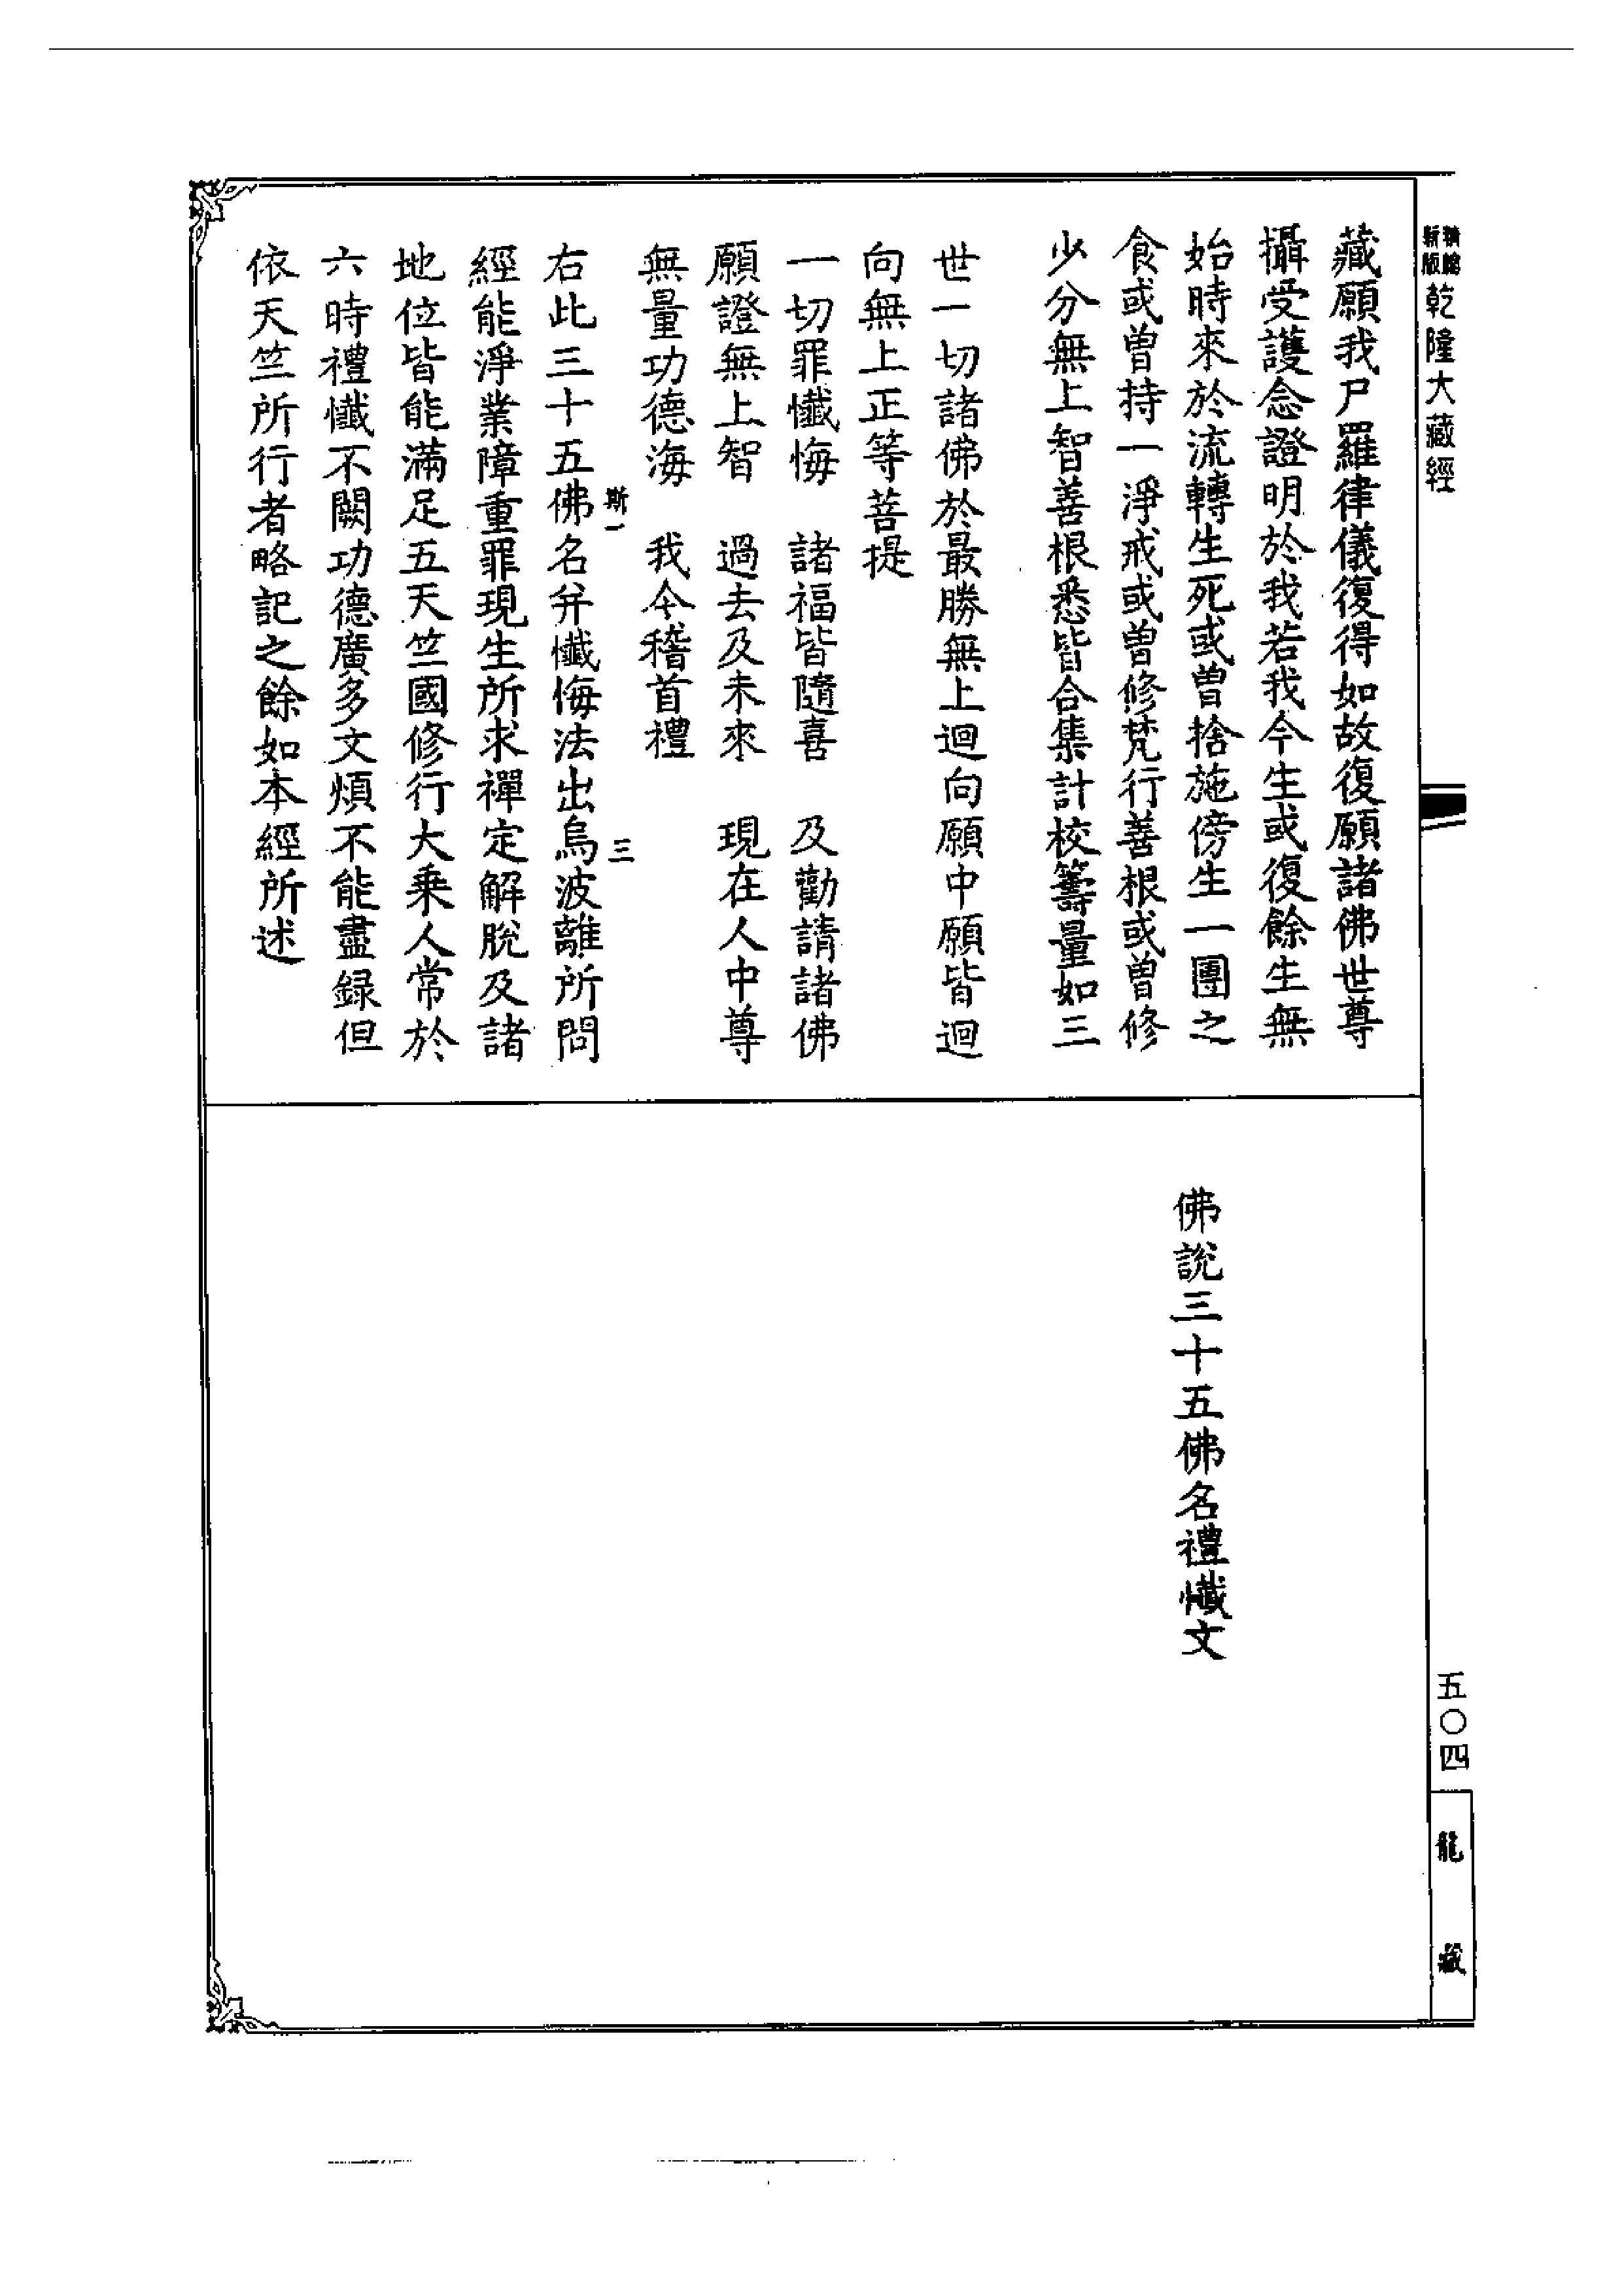 新版
精縮
乾隆大藏經
藏願我尸羅律儀復得如故復願諸佛世尊
攝受護念證明於我若我今生或復餘生無
始時來於流轉生死或曾捨施傍生一團之
食或曾持一淨戒或曾修梵行善根或曾修
少分無上智善根悉皆合集計校籌量如三
世一切諸佛於最勝無上迴向願中願皆迴
向無上正等菩提
一切罪懺悔　諸福皆隨喜　及勸請諸佛
願證無上智　過去及未來　現在人中尊
無量功德海　我今稽首禮
斯一　三
右此三十五佛名并懺悔法出烏波離所問
經能淨業障重罪現生所求禪定解脫及諸
地位皆能滿足五天竺國修行大乘人常於
六時禮懺不闕功德廣多文煩不能盡録但
依天竺所行者略記之餘如本經所述
佛説三十五佛名禮懺文
五〇四
龍藏